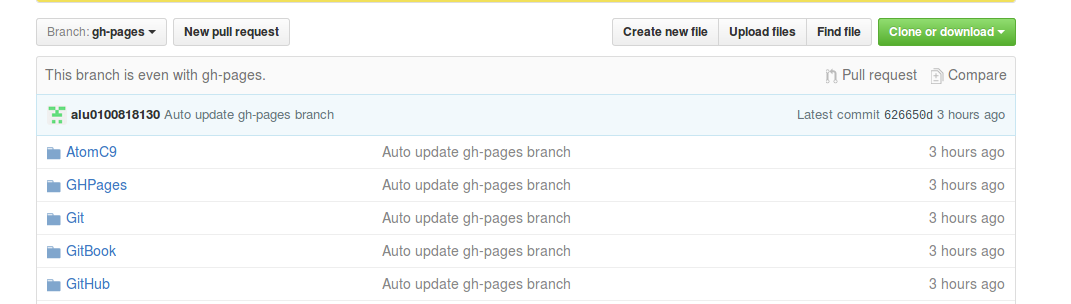 Branch: gh-pages New pull request Create new file Upload files Find file Clone or download
This branch is even with gh-pages. Pull request Compare
alu0100818130 Auto update gh-pages branch Latest commit 626650d 3 hours ago
AtomC9 Auto update gh-pages branch 3 hours ago
GHPages Auto update gh-pages branch 3 hours ago
Git Auto update gh-pages branch 3 hours ago
GitBook Auto update gh-pages branch 3 hours ago
GitHub Auto update gh-pages branch 3 hours ago